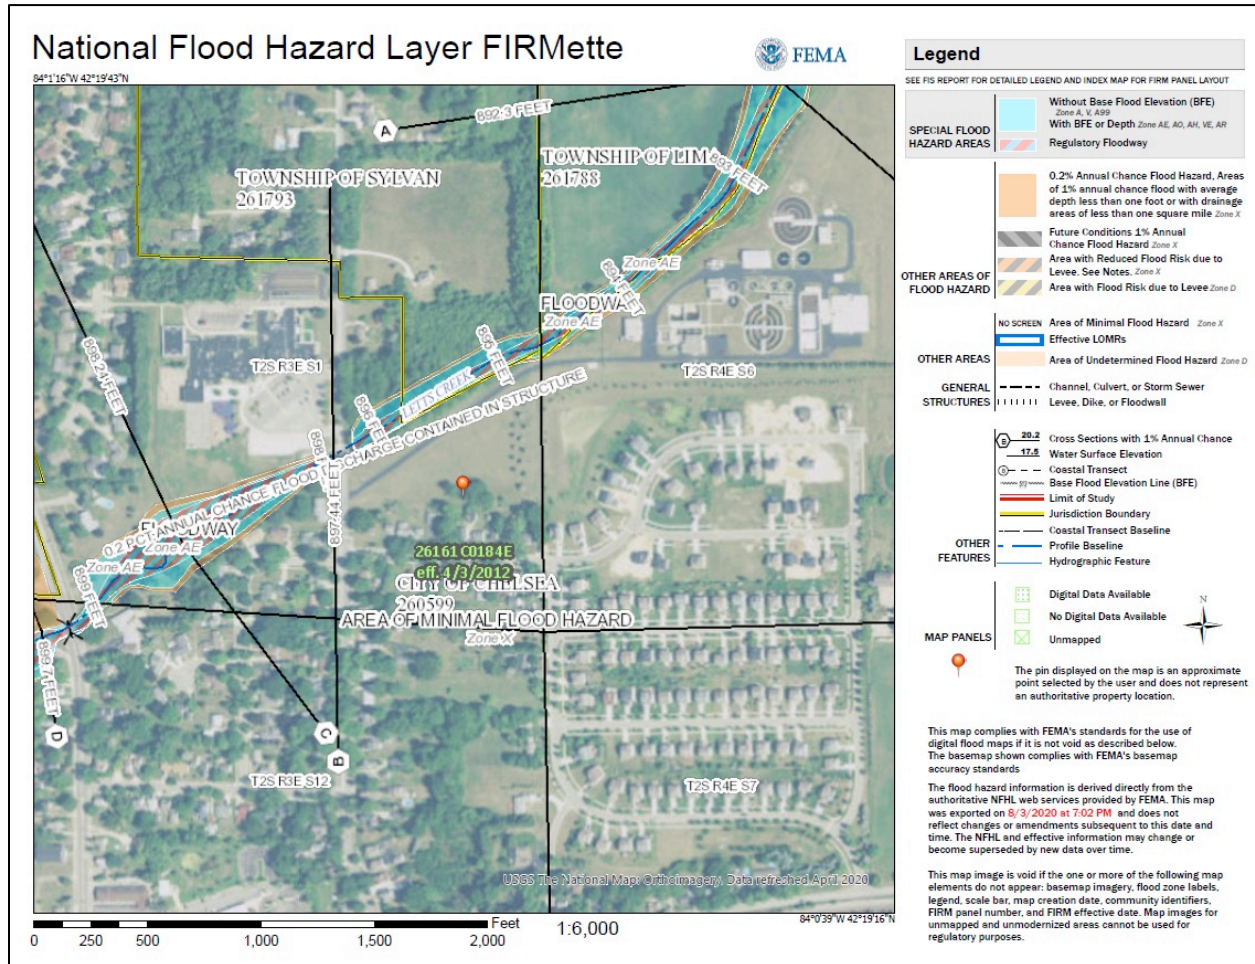 National Flood Hazard Layer FIRMette
FEMA
84°1'16"W 42°19'43"N
A
892.3 FEET
TOWNSHIP OF SYLVAN
261793
TOWNSHIP OF LIMA
261788
893 FEET
Zone AE
894 FEET
FLOODWAY
Zone AE
895 FEET
898.24 FEET
T2S R3E S1
T2S R4E S6
LETTS CREEK
896 FEET
0.2 PCT ANNUAL CHANCE FLOOD DISCHARGE CONTAINED IN STRUCTURE
897.44 FEET
FLOODWAY
Zone AE
Zone AE
899 FEET
26161C0184E
eff. 4/3/2012
CITY OF CHELSEA
260599
AREA OF MINIMAL FLOOD HAZARD
Zone X
899.7 FEET
D
C
B
T2S R3E S12
T2S R4E S7
USGS The National Map: Orthoimagery. Data refreshed April 2020
84°0'39"W 42°19'16"N
Feet
1:6,000
0 250 500 1,000 1,500 2,000
Legend
SEE FIS REPORT FOR DETAILED LEGEND AND INDEX MAP FOR FIRM PANEL LAYOUT
SPECIAL FLOOD
HAZARD AREAS
Without Base Flood Elevation (BFE)
Zone A, V, A99
With BFE or Depth Zone AE, AO, AH, VE, AR
Regulatory Floodway
0.2% Annual Chance Flood Hazard, Areas
of 1% annual chance flood with average
depth less than one foot or with drainage
areas of less than one square mile Zone X
Future Conditions 1% Annual
Chance Flood Hazard Zone X
Area with Reduced Flood Risk due to
Levee. See Notes. Zone X
Area with Flood Risk due to Levee Zone D
OTHER AREAS OF
FLOOD HAZARD
NO SCREEN Area of Minimal Flood Hazard Zone X
Effective LOMRs
OTHER AREAS
Area of Undetermined Flood Hazard Zone D
GENERAL
STRUCTURES
Channel, Culvert, or Storm Sewer
Levee, Dike, or Floodwall
B 20.2 Cross Sections with 1% Annual Chance
17.5 Water Surface Elevation
Coastal Transect
Base Flood Elevation Line (BFE)
Limit of Study
Jurisdiction Boundary
Coastal Transect Baseline
OTHER
FEATURES
Profile Baseline
Hydrographic Feature
Digital Data Available
No Digital Data Available
Unmapped
MAP PANELS
N
The pin displayed on the map is an approximate
point selected by the user and does not represent
an authoritative property location.
This map complies with FEMA's standards for the use of
digital flood maps if it is not void as described below.
The basemap shown complies with FEMA's basemap
accuracy standards
The flood hazard information is derived directly from the
authoritative NFHL web services provided by FEMA. This map
was exported on 8/3/2020 at 7:02 PM and does not
reflect changes or amendments subsequent to this date and
time. The NFHL and effective information may change or
become superseded by new data over time.
This map image is void if the one or more of the following map
elements do not appear: basemap imagery, flood zone labels,
legend, scale bar, map creation date, community identifiers,
FIRM panel number, and FIRM effective date. Map images for
unmapped and unmodernized areas cannot be used for
regulatory purposes.